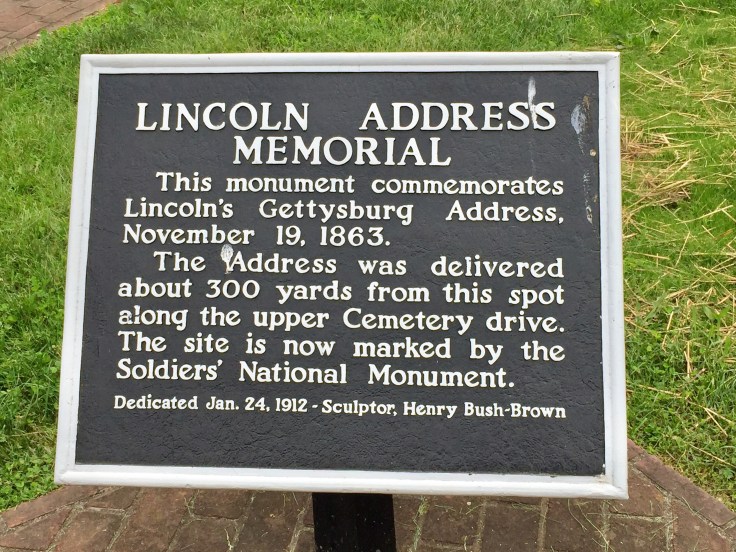 LINCOLN ADDRESS
MEMORIAL
This monument commemorates
Lincoln's Gettysburg Address,
November 19, 1863.
The Address was delivered
about 300 yards from this spot
along the upper Cemetery drive.
The site is now marked by the
Soldiers' National Monument.
Dedicated Jan. 24, 1912 - Sculptor, Henry Bush-Brown